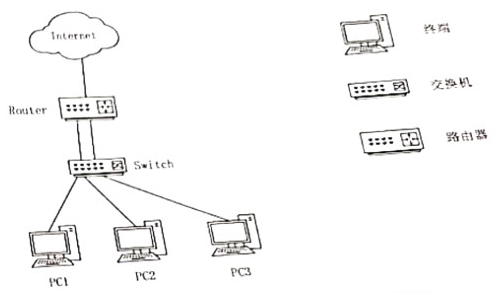 Internet
终端
交换机
Router
路由器
Switch
PC1
PC2
PC3